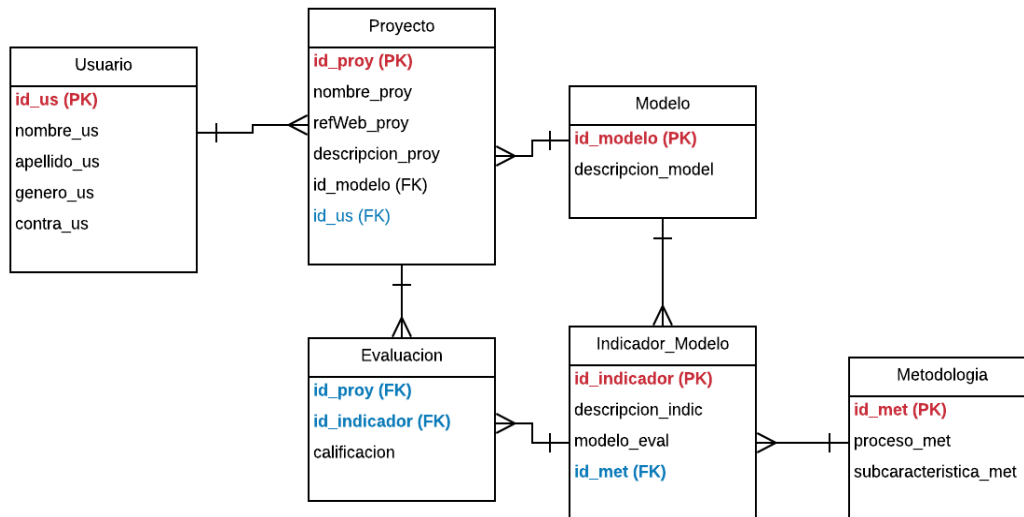 Usuario
id_us (PK)
nombre_us
apellido_us
genero_us
contra_us
Proyecto
id_proy (PK)
nombre_proy
refWeb_proy
descripcion_proy
id_modelo (FK)
id_us (FK)
Modelo
id_modelo (PK)
descripcion_model
Evaluacion
id_proy (FK)
id_indicador (FK)
calificacion
Indicador_Modelo
id_indicador (PK)
descripcion_indic
modelo_eval
id_met (FK)
Metodologia
id_met (PK)
proceso_met
subcaracteristica_met